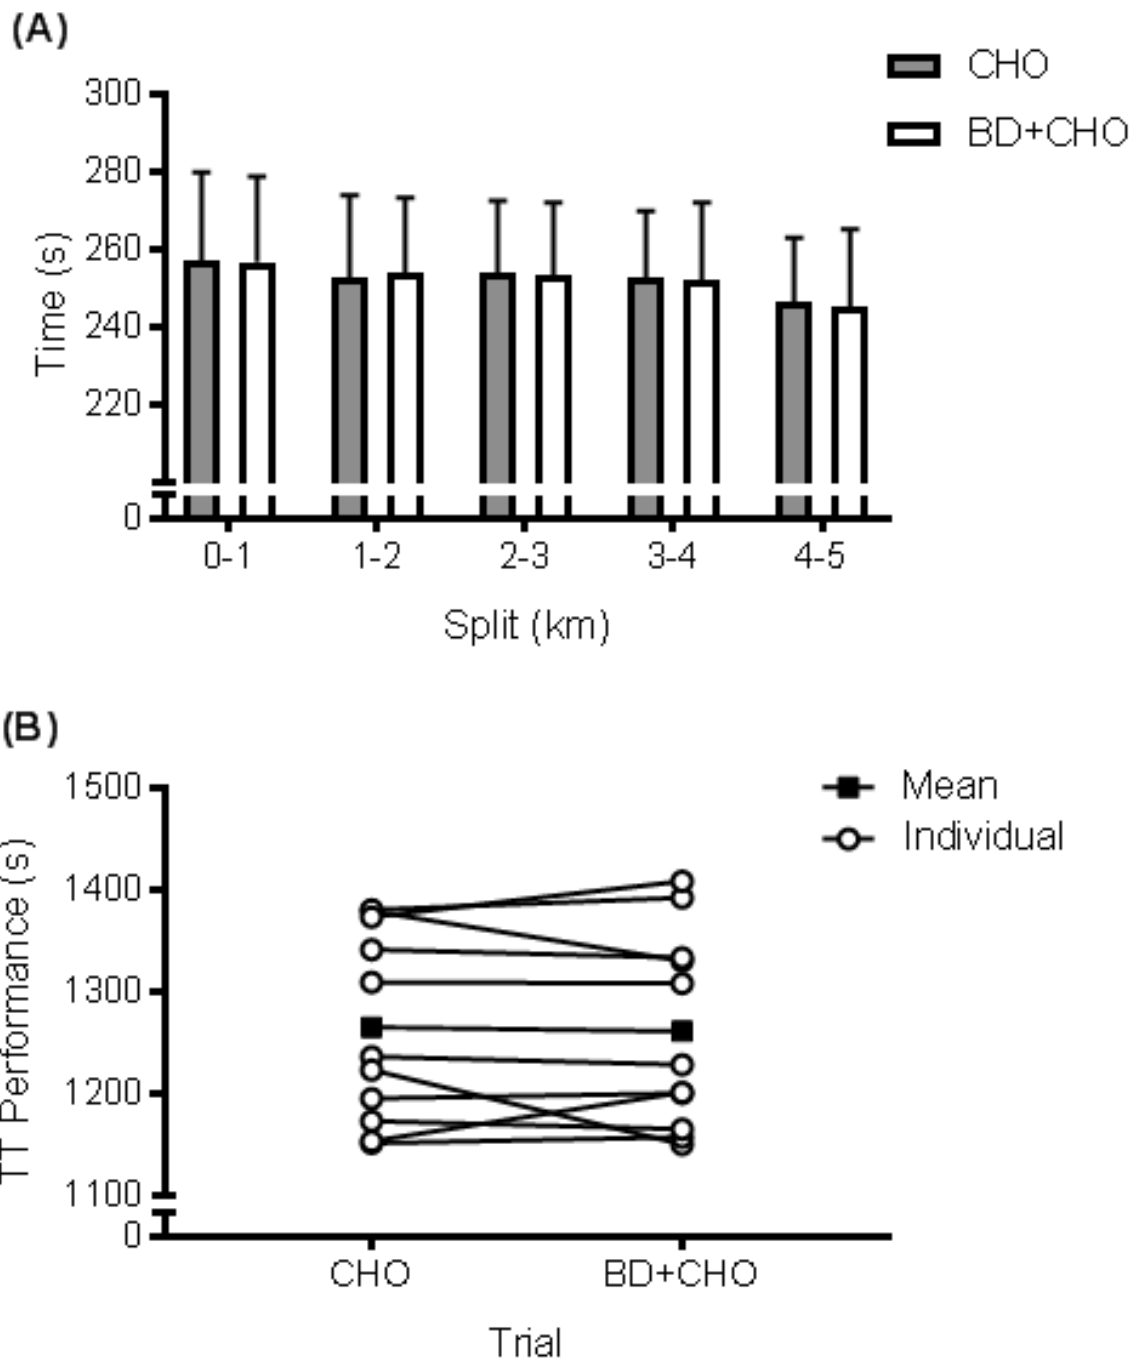 (A)
CHO
BD+CHO
300
280
260
240
220
0
Time (s)
0-1 1-2 2-3 3-4 4-5
Split (km)
(B)
Mean
Individual
1500
1400
1300
1200
1100
0
TT Performance (s)
CHO BD+CHO
Trial